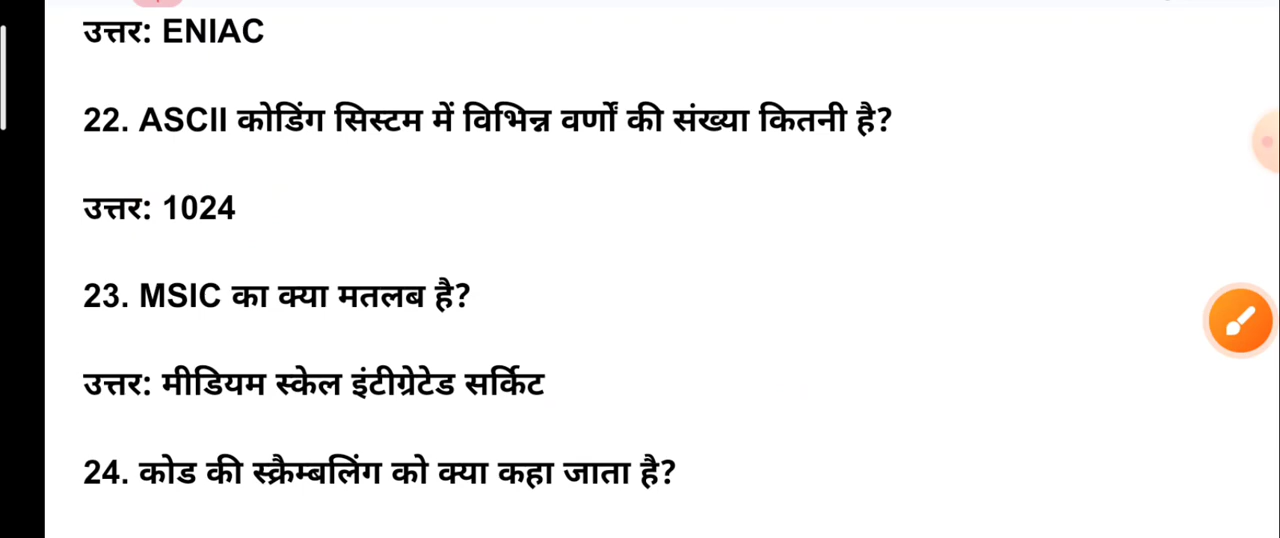 उत्तर: ENIAC
22. ASCII कोडिंग सिस्टम में विभिन्न वर्णों की संख्या कितनी है?
उत्तर: 1024
23. MSIC का क्या मतलब है?
उत्तर: मीडियम स्केल इंटीग्रेटेड सर्किट
24. कोड की स्क्रैम्बलिंग को क्या कहा जाता है?